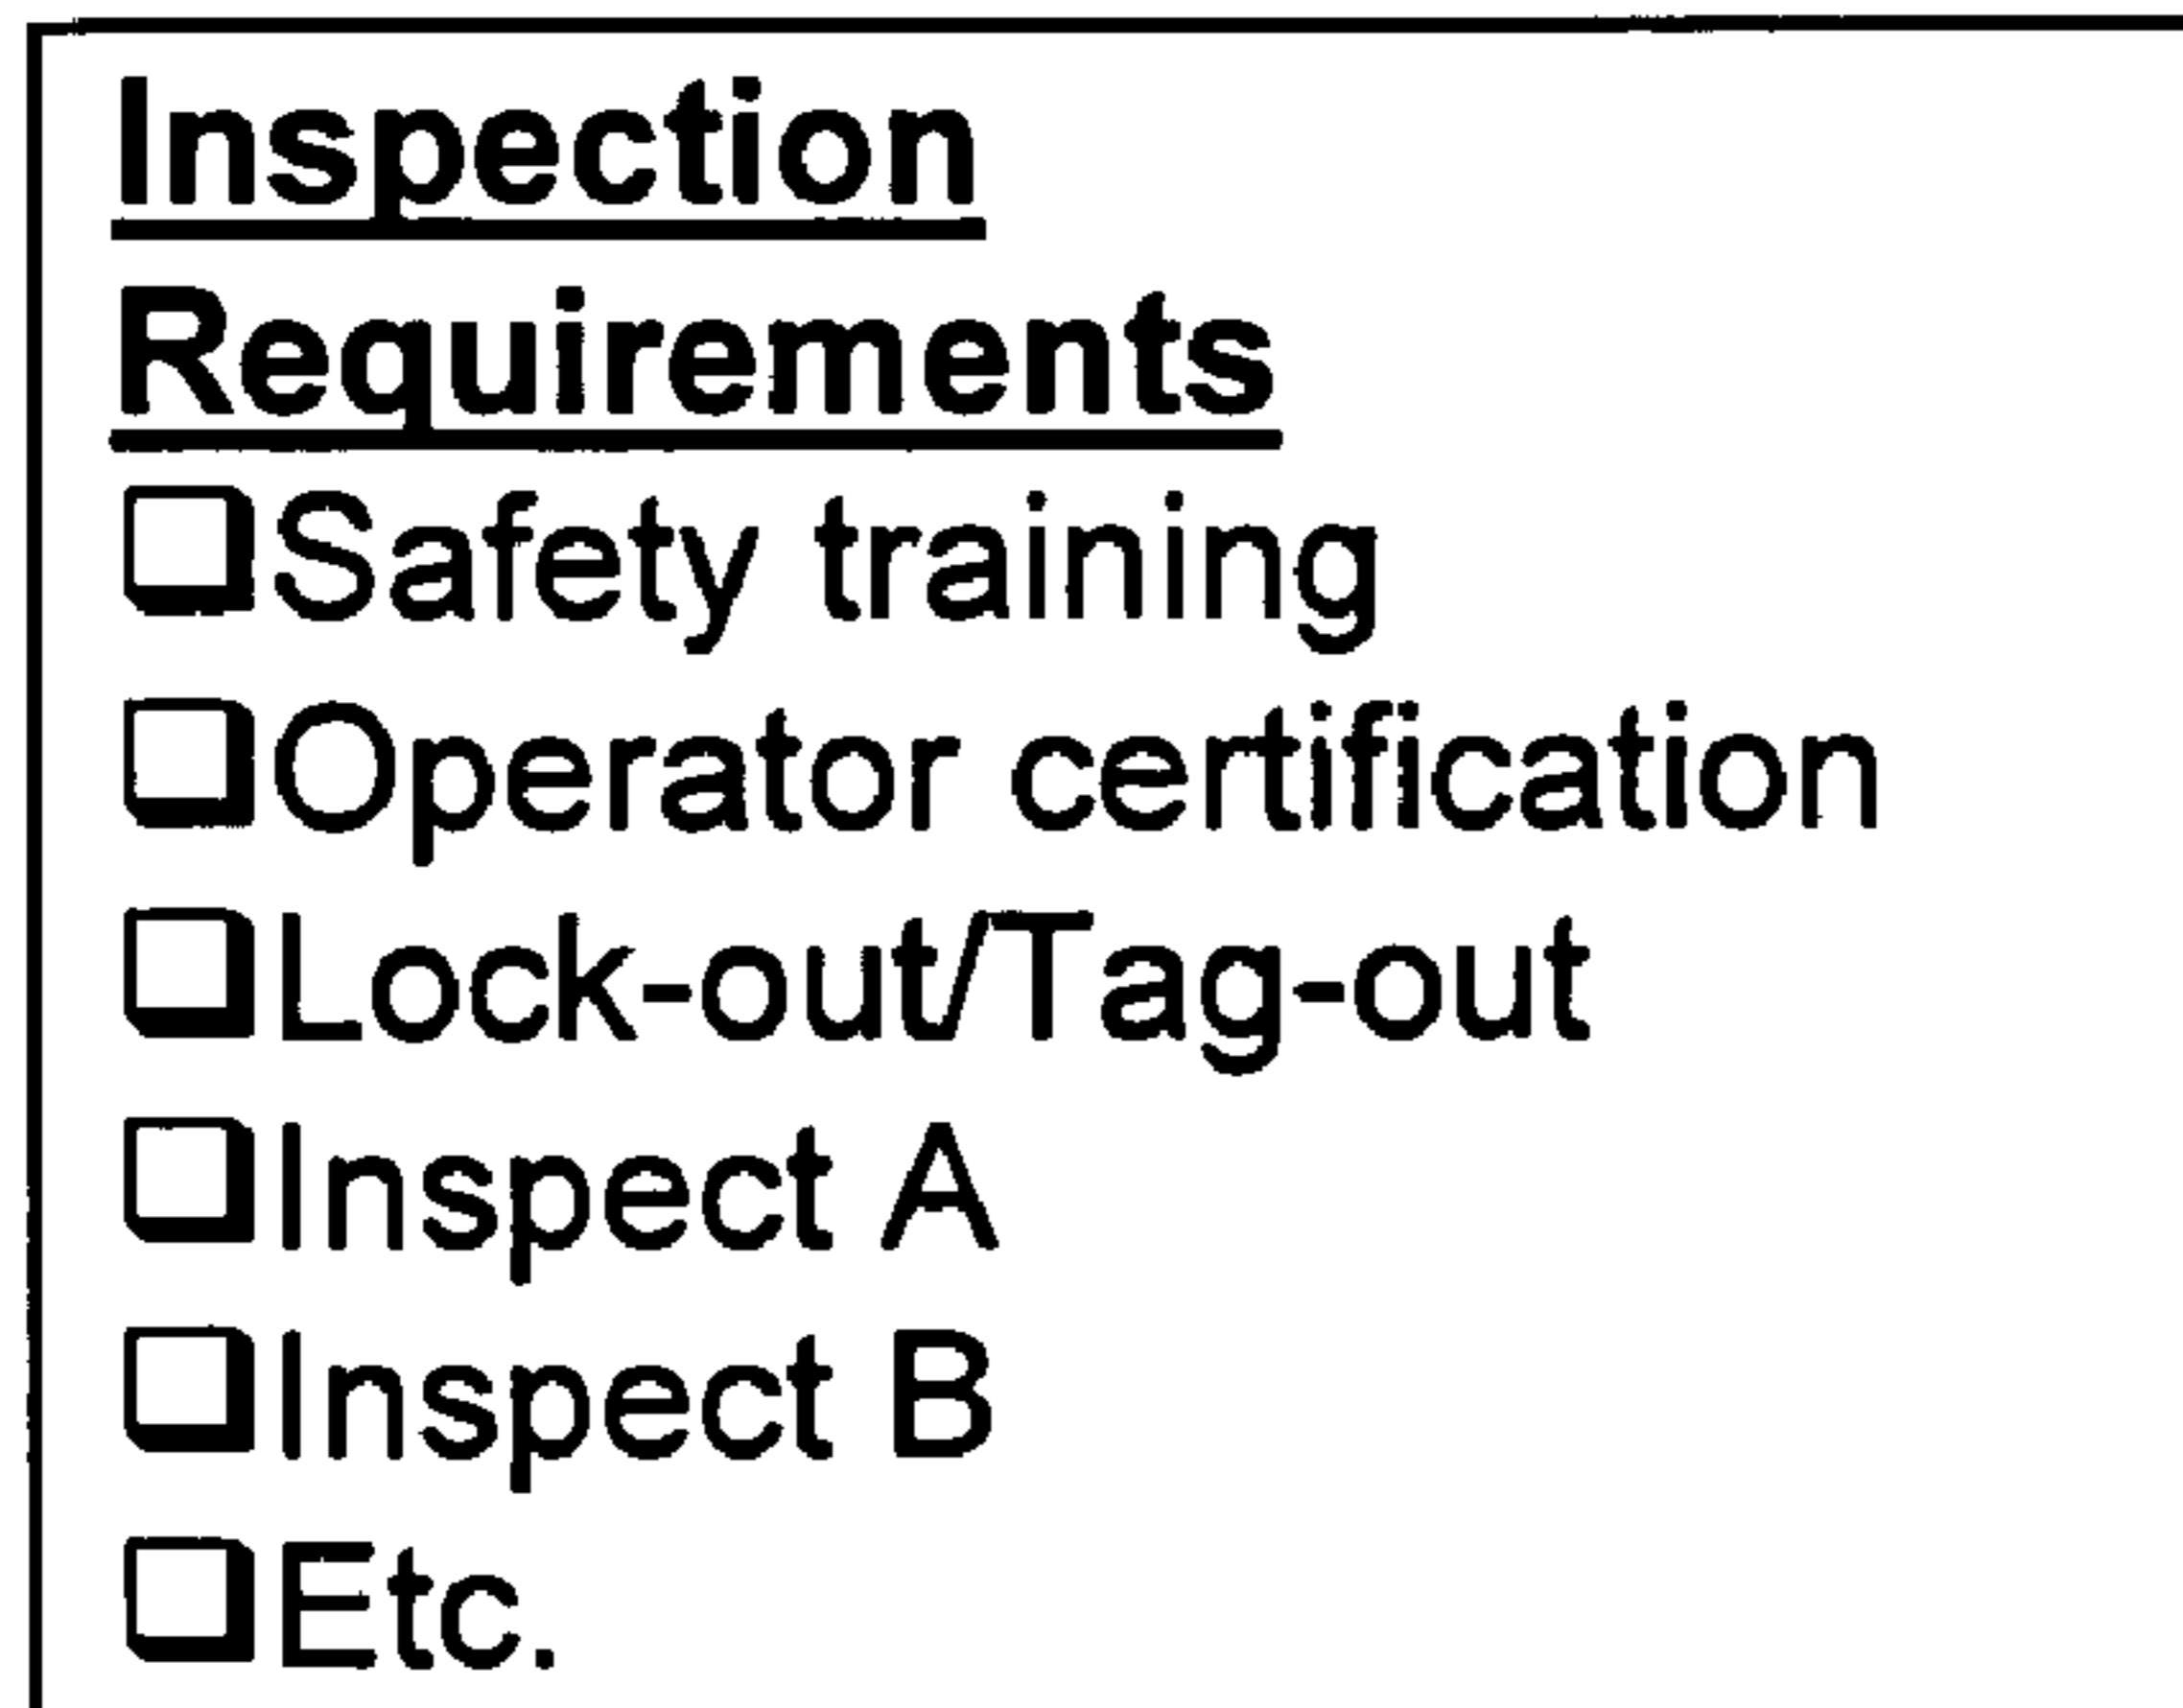 Inspection
Requirements
❑Safety training
❑Operator certification
❑Lock-out/Tag-out
❑Inspect A
❑Inspect B
❑Etc.